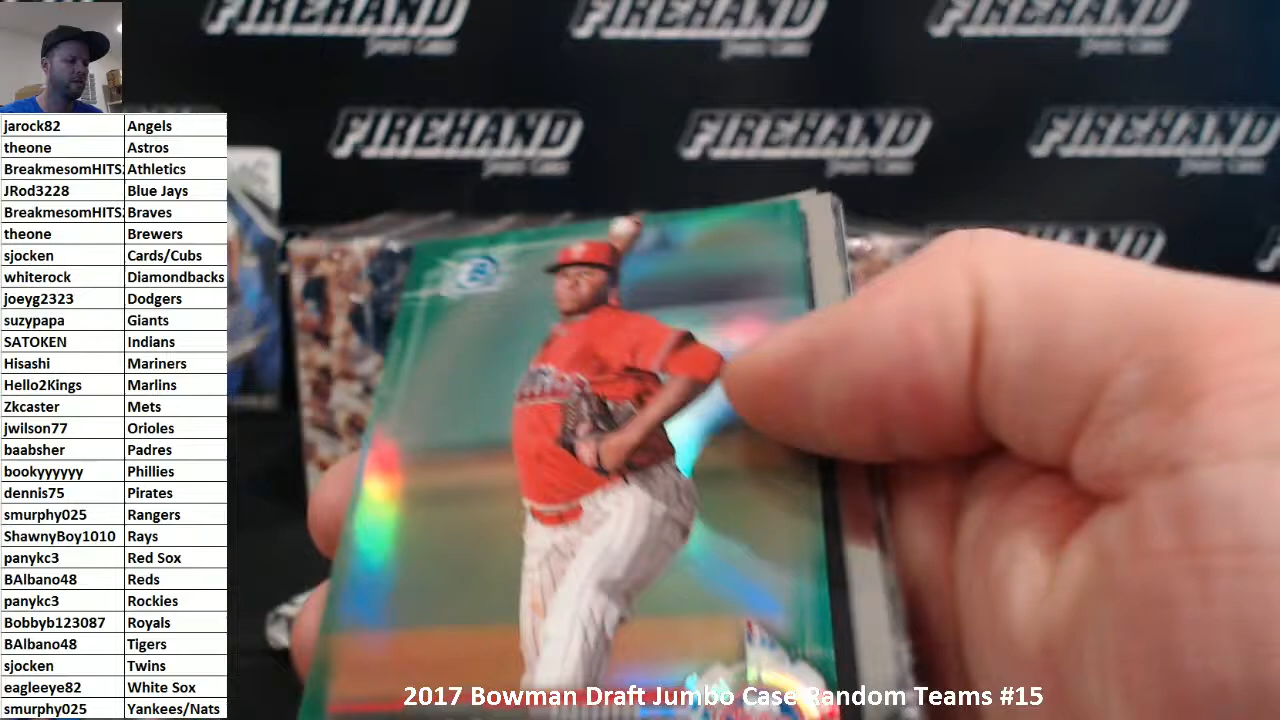 FIREHAND FIREHAND FIREHAND
FIREHAND FIREHAND FIREHAND
jarock82 Angels
theone Astros
BreakmesomHITS Athletics
JRod3228 Blue Jays
BreakmesomHITS Braves
theone Brewers
sjocken Cards/Cubs
whiterock Diamondbacks
joeyg2323 Dodgers
suzypapa Giants
SATOKEN Indians
Hisashi Mariners
Hello2Kings Marlins
Zkcaster Mets
jwilson77 Orioles
baabsher Padres
bookyyyyyy Phillies
dennis75 Pirates
smurphy025 Rangers
ShawnyBoy1010 Rays
panykc3 Red Sox
BAlbano48 Reds
panykc3 Rockies
Bobbyb123087 Royals
BAlbano48 Tigers
sjocken Twins
eagleeye82 White Sox
smurphy025 Yankees/Nats
2017 Bowman Draft Jumbo Case Random Teams #15